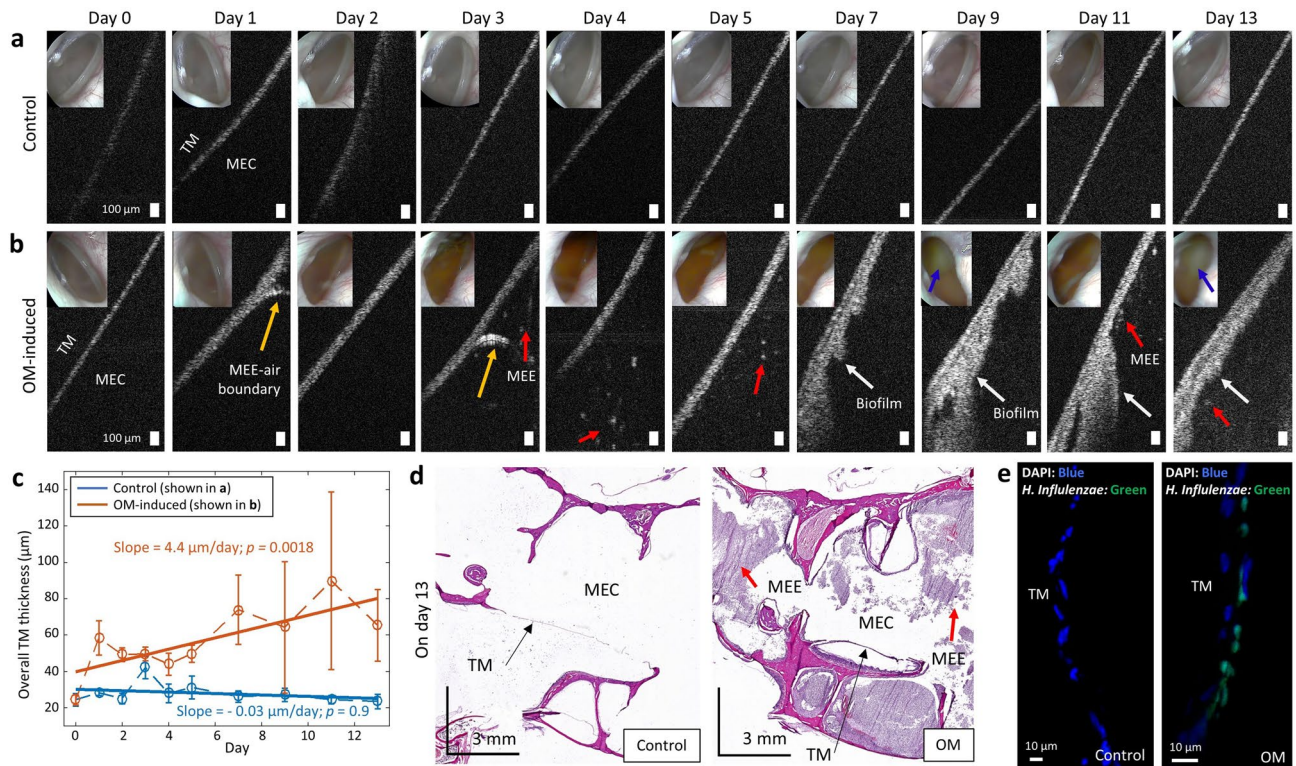 Day 0 Day 1 Day 2 Day 3 Day 4 Day 5 Day 7 Day 9 Day 11 Day 13
a
Control
TM
MEC
100 µm
b
OM-induced
TM
MEC
100 µm
MEE-air
boundary
MEE
Biofilm
Biofilm
MEE
c
Control (shown in a)
OM-induced (shown in b)
Slope = 4.4 µm/day; p = 0.0018
Slope = - 0.03 µm/day; p = 0.9
Overall TM thickness (µm)
140
120
100
80
60
40
20
0 2 4 6 8 10 12
Day
d
On day 13
MEC
TM
3 mm
Control
MEE
MEC
MEE
TM
3 mm
OM
e
DAPI: Blue
H. Influlenzae: Green
TM
10 µm
Control
DAPI: Blue
H. Influlenzae: Green
TM
10 µm
OM